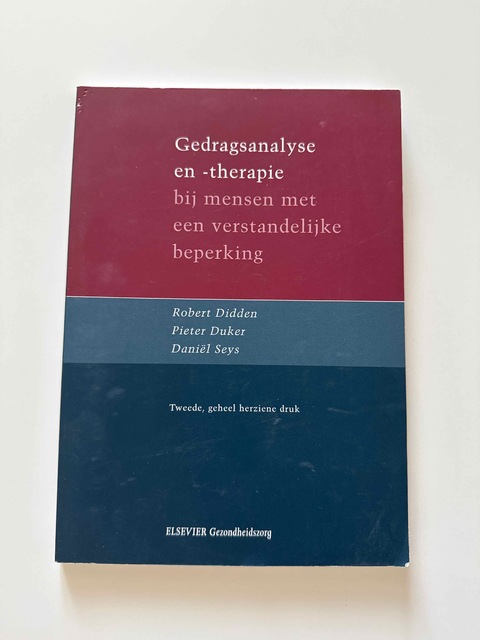 Gedragsanalyse
en -therapie
bij mensen met
een verstandelijke
beperking
Robert Didden
Pieter Duker
Daniël Seys
Tweede, geheel herziene druk
ELSEVIER Gezondheidszorg